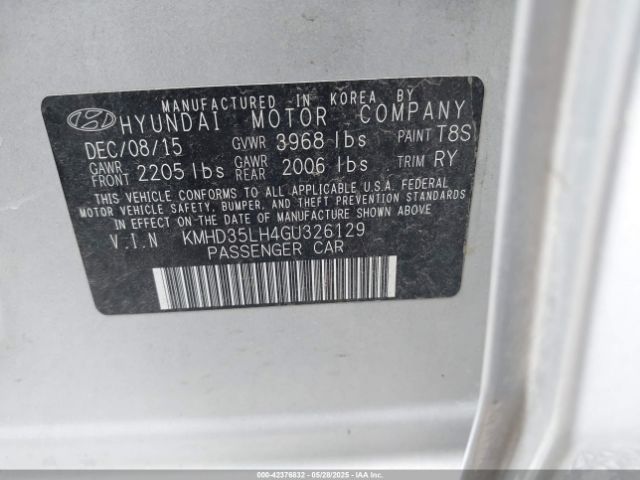 MANUFACTURED IN KOREA BY
HYUNDAI MOTOR COMPANY
DEC/08/15 GVWR 3968 lbs PAINT T8S
GAWR FRONT 2205 lbs GAWR REAR 2006 lbs TRIM RY
THIS VEHICLE CONFORMS TO ALL APPLICABLE U.S.A. FEDERAL
MOTOR VEHICLE SAFETY, BUMPER, AND THEFT PREVENTION STANDARDS
IN EFFECT ON THE DATE OF MANUFACTURE SHOWN ABOVE.
V.I.N KMHD35LH4GU326129
PASSENGER CAR
000-42376832 - 05/28/2025 - IAAI.COM